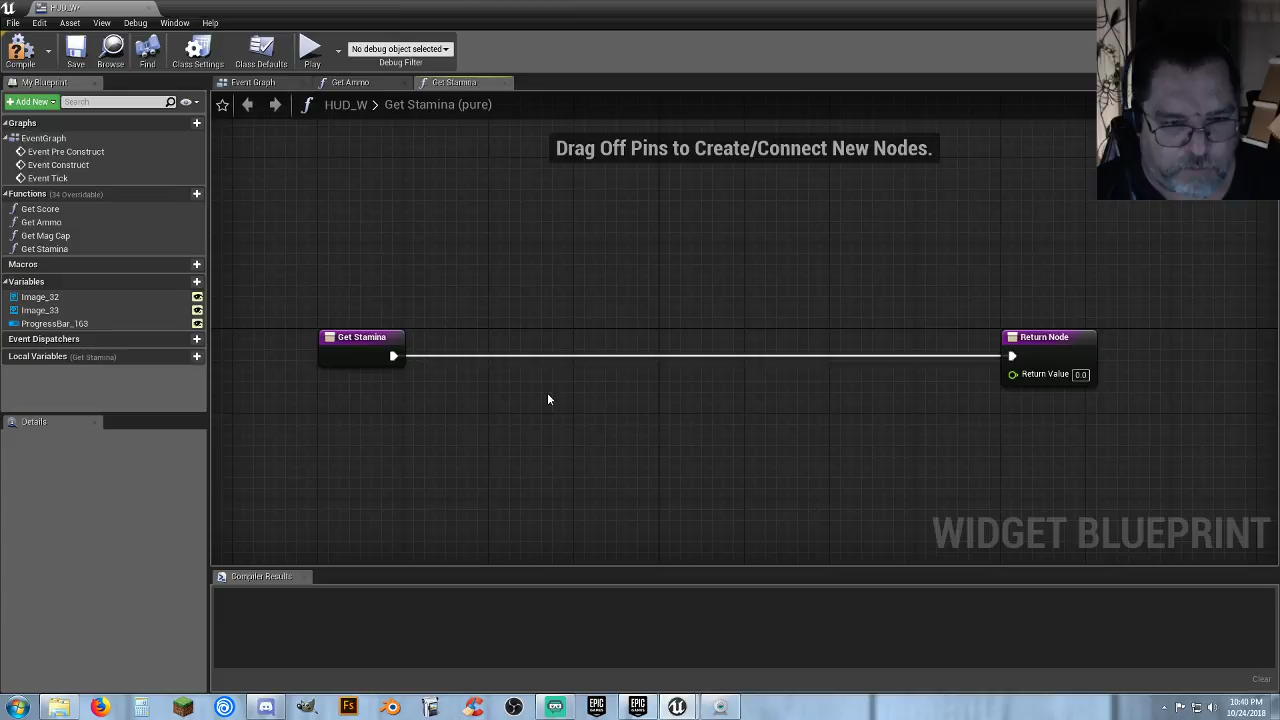 HUD_W*
File Edit Asset View Debug Window Help
Compile Save Browse Find Class Settings Class Defaults Play
No debug object selected
Debug Filter
My Blueprint
Event Graph Get Ammo Get Stamina
+Add New Search
HUD_W > Get Stamina (pure)
Graphs
EventGraph
Event Pre Construct
Event Construct
Event Tick
Functions (34 Overridable)
Get Score
Get Ammo
Get Mag Cap
Get Stamina
Macros
Variables
Image_32
Image_33
ProgressBar_163
Event Dispatchers
Local Variables (Get Stamina)
Details
Drag Off Pins to Create/Connect New Nodes.
Get Stamina
Return Node
Return Value 0.0
WIDGET BLUEPRINT
Compiler Results
Clear
Fs
EPIC GAMES
EPIC GAMES
10:40 PM
10/24/2018